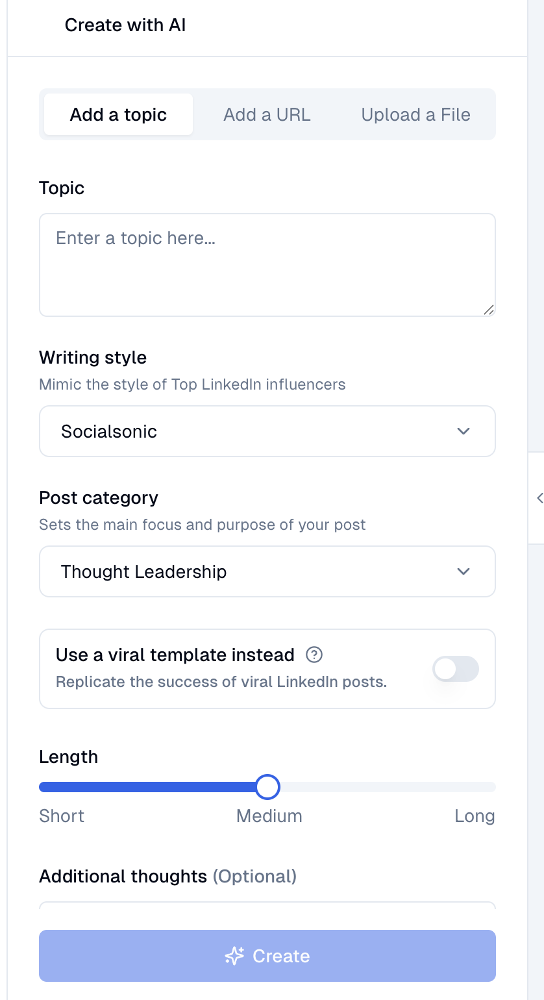 Create with AI
Add a topic Add a URL Upload a File
Topic
Enter a topic here...
Writing style
Mimic the style of Top LinkedIn influencers
Socialsonic
Post category
Sets the main focus and purpose of your post
Thought Leadership
Use a viral template instead
Replicate the success of viral LinkedIn posts.
Length
Short Medium Long
Additional thoughts (Optional)
Create